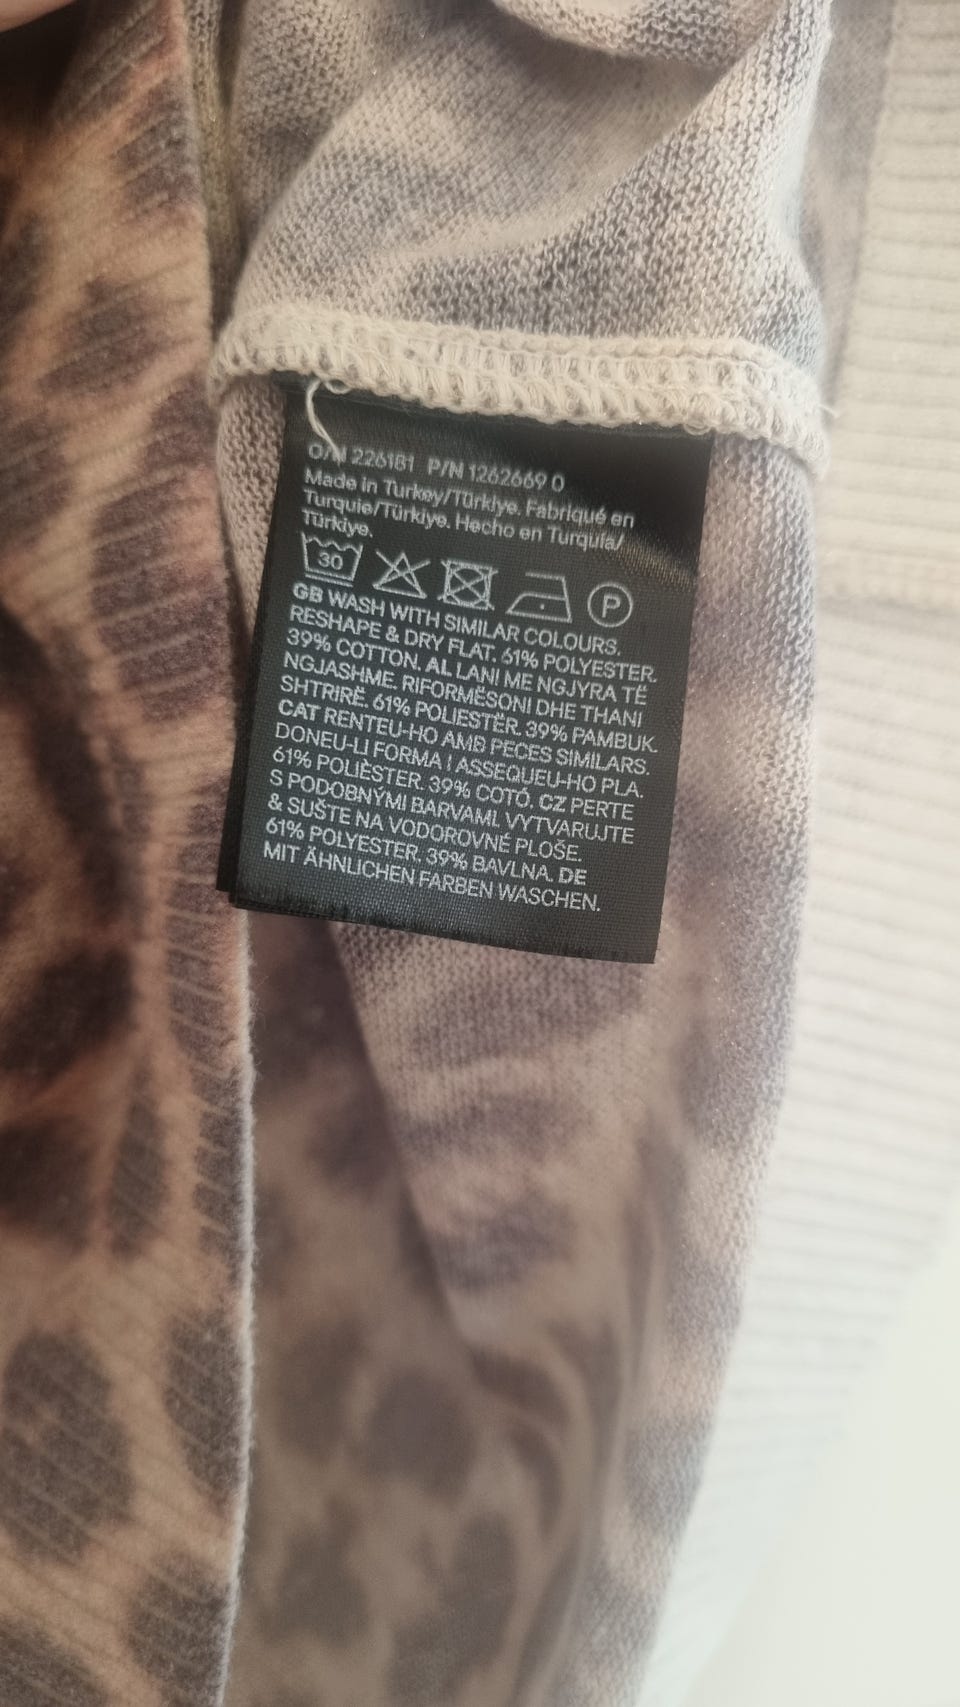 O/N 226181 P/N 1262669 0
Made in Turkey/Türkiye. Fabriqué en
Turquie/Türkiye. Hecho en Turquía/
Türkiye.
30
P
GB WASH WITH SIMILAR COLOURS.
RESHAPE & DRY FLAT. 61% POLYESTER.
39% COTTON. AL LANI ME NGJYRA TË
NGJASHME. RIFORMËSONI DHE THANI
SHTRIRË. 61% POLIESTËR. 39% PAMBUK.
CAT RENTEU-HO AMB PECES SIMILARS.
DONEU-LI FORMA I ASSEQUEU-HO PLA.
61% POLIÈSTER. 39% COTÓ. CZ PERTE
S PODOBNÝMI BARVAMI. VYTVARUJTE
& SUŠTE NA VODOROVNÉ PLOŠE.
61% POLYESTER. 39% BAVLNA. DE
MIT ÄHNLICHEN FARBEN WASCHEN.